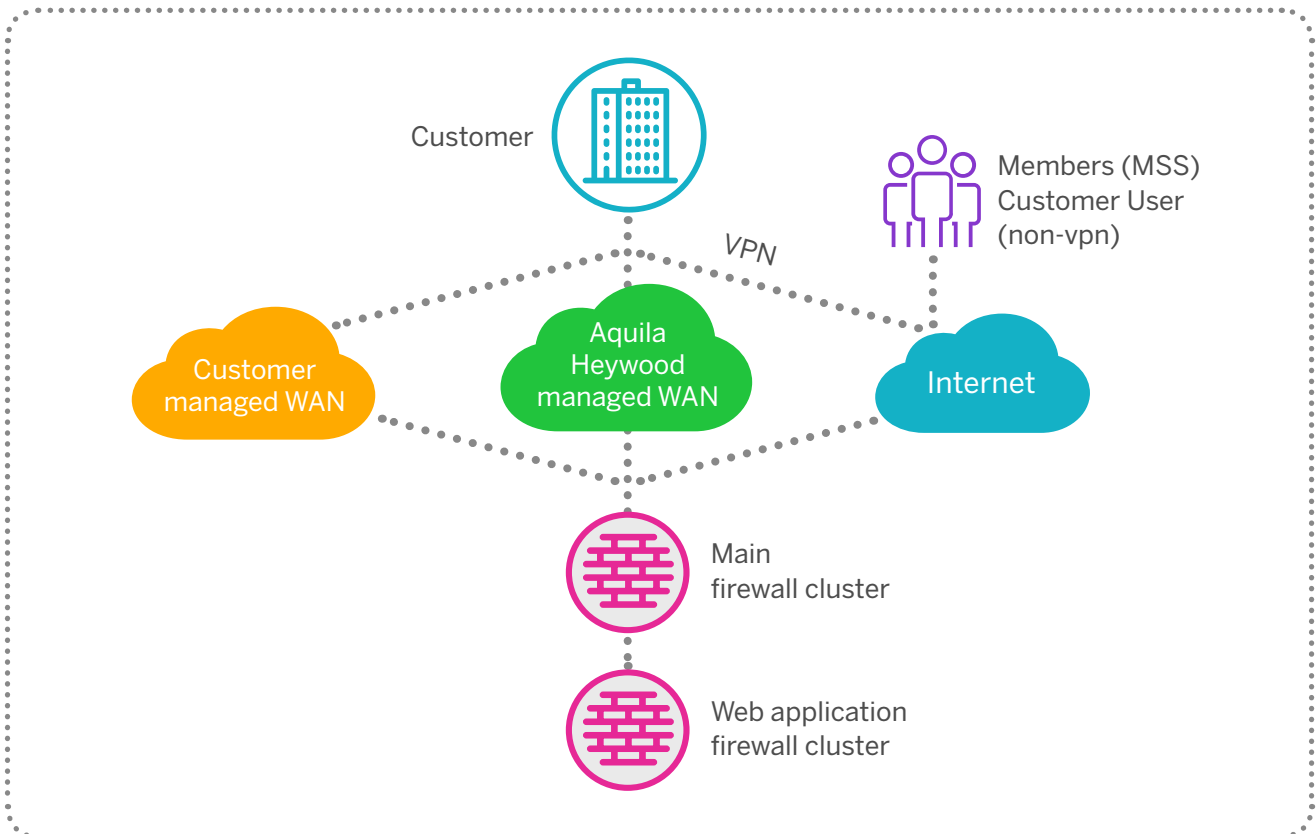 Customer
Members (MSS)
Customer User
(non-vpn)
VPN
Customer
managed WAN
Aquila
Heywood
managed WAN
Internet
Main
firewall cluster
Web application
firewall cluster